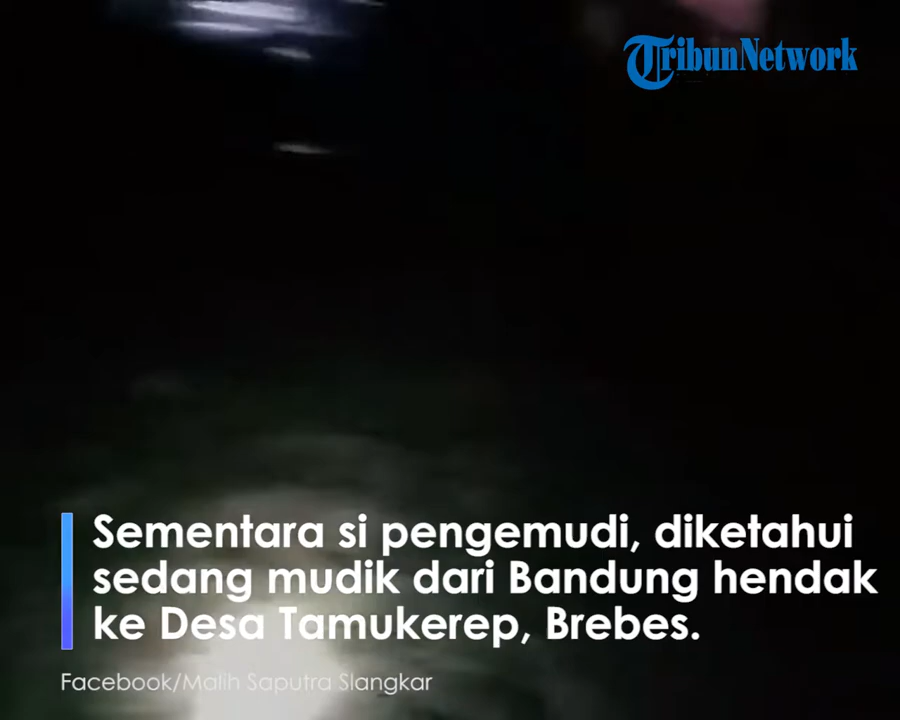 TribunNetwork
Sementara si pengemudi, diketahui
sedang mudik dari Bandung hendak
ke Desa Tamukerep, Brebes.
Facebook/Malih Saputra Slangkar